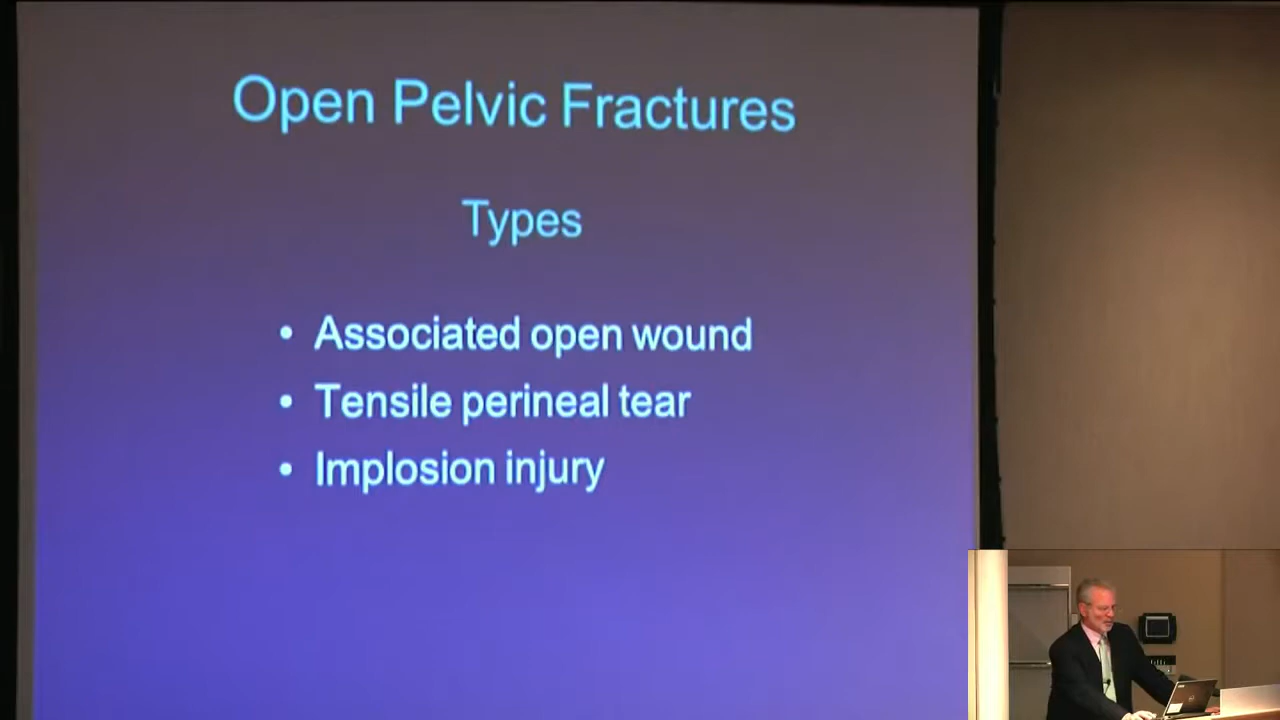 Open Pelvic Fractures
Types
• Associated open wound
• Tensile perineal tear
• Implosion injury